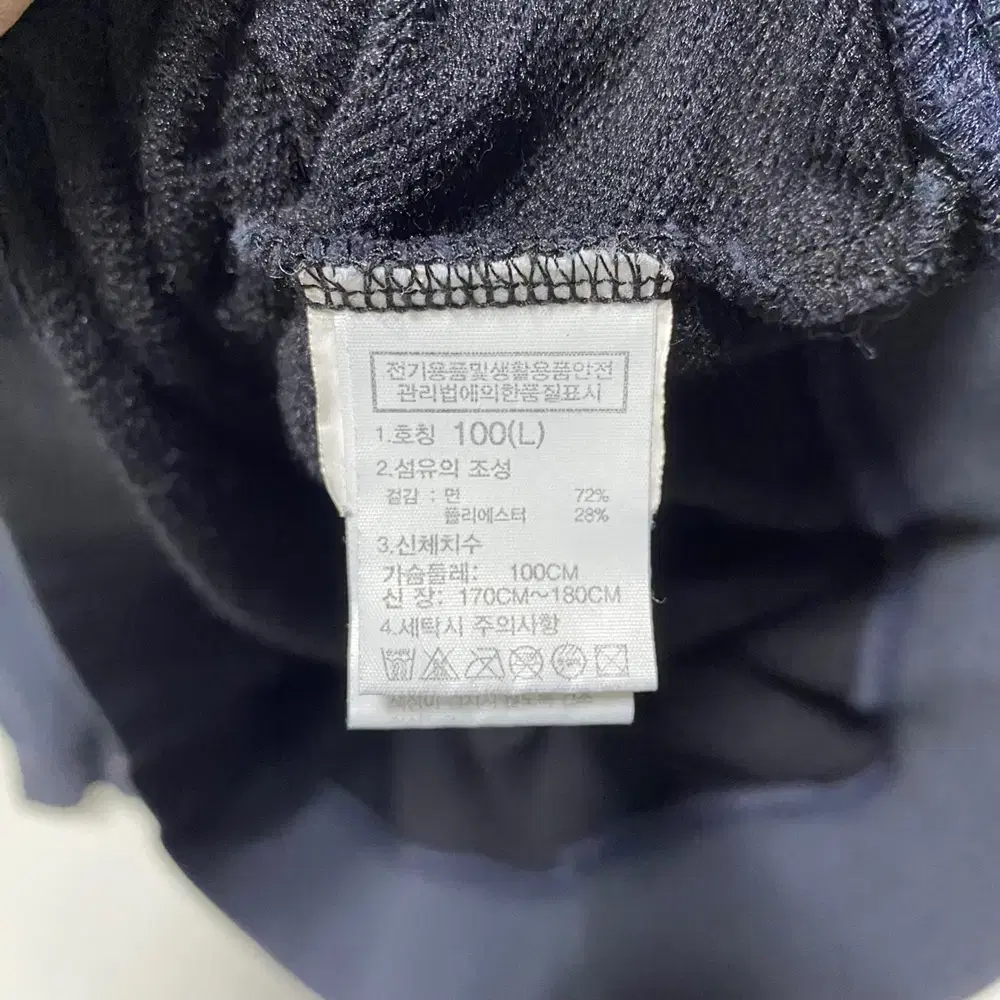 전기용품및생활용품안전
관리법에의한품질표시
1.호칭 100(L)
2.섬유의 조성
겉감 : 면 72%
폴리에스터 28%
3.신체치수
가슴둘레: 100CM
신 장: 170CM~180CM
4.세탁시 주의사항